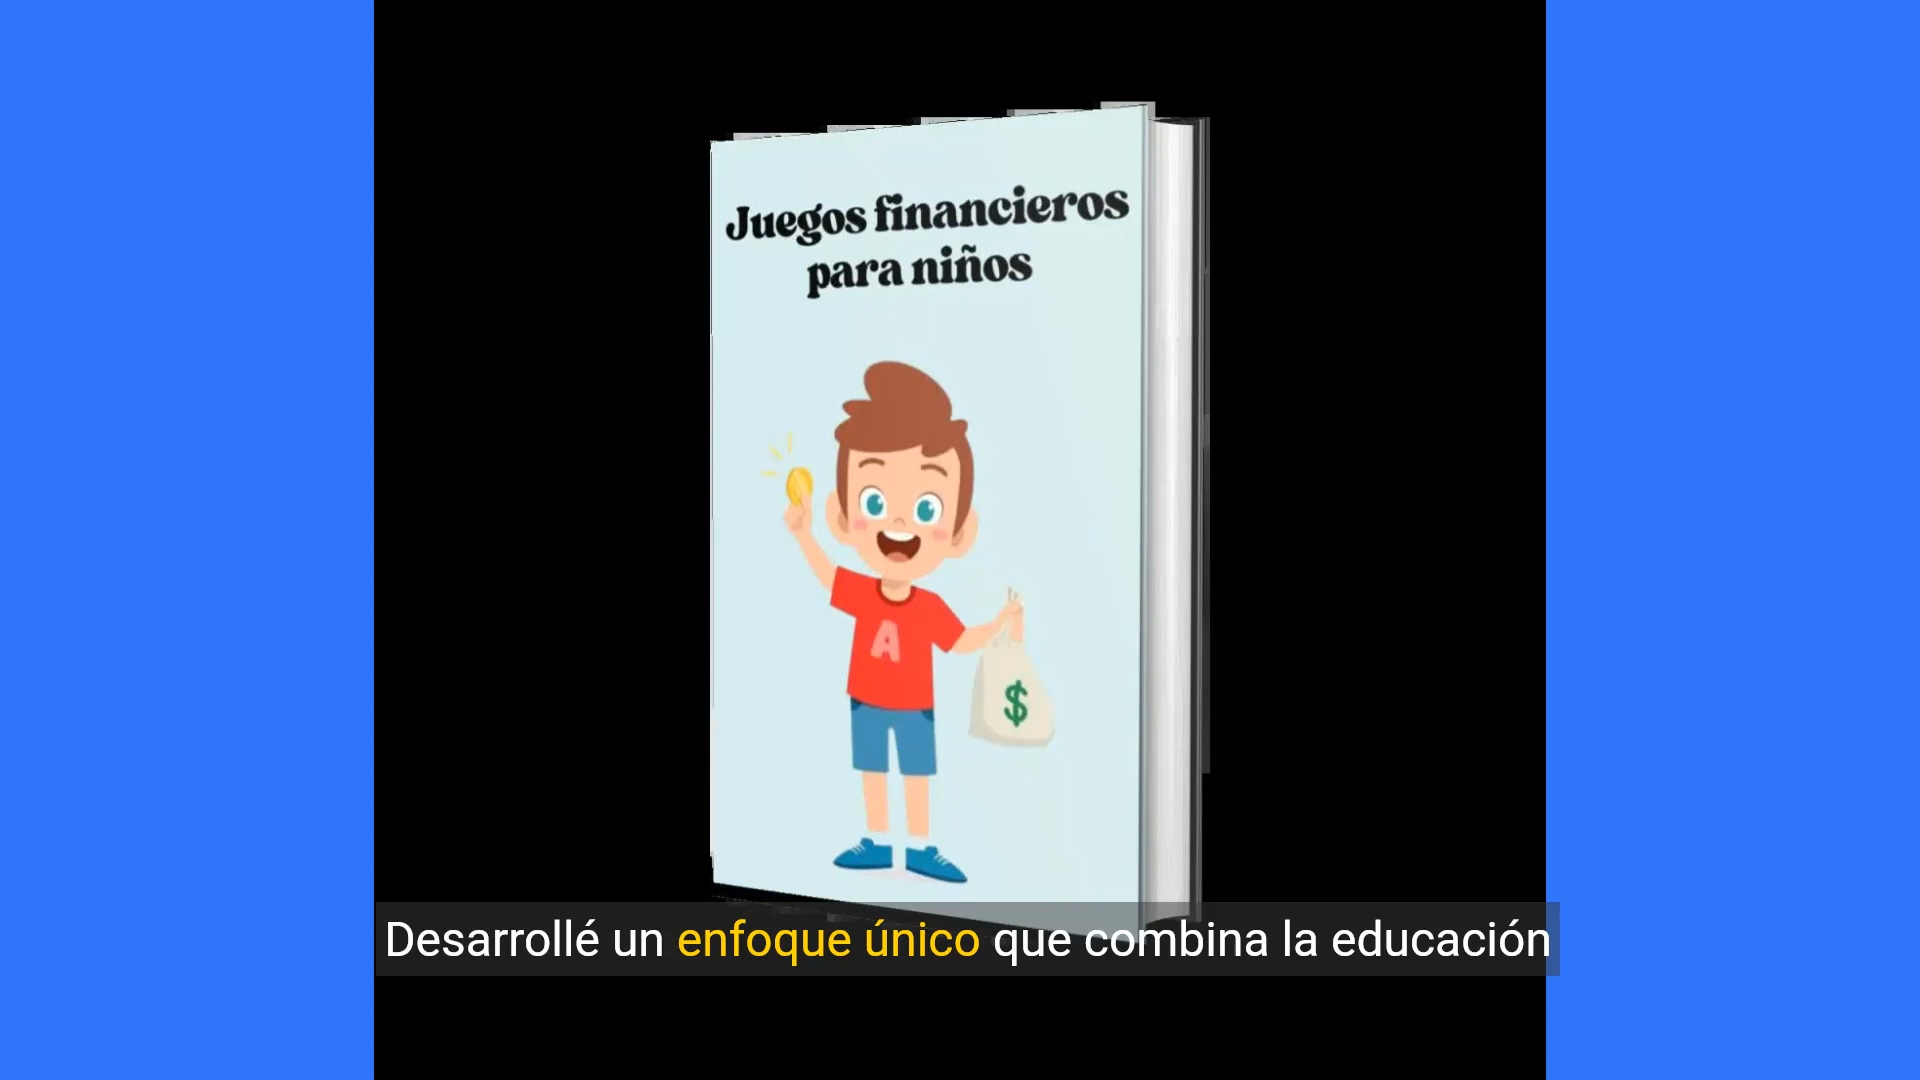 Juegos financieros
para niños
A
$
Desarrollé un enfoque único que combina la educación